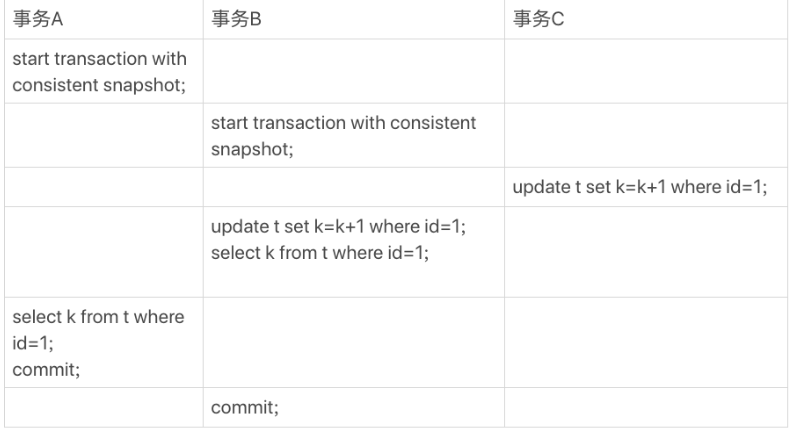 事务A
事务B
事务C
start transaction with
consistent snapshot;
start transaction with consistent
snapshot;
update t set k=k+1 where id=1;
update t set k=k+1 where id=1;
select k from t where id=1;
select k from t where
id=1;
commit;
commit;